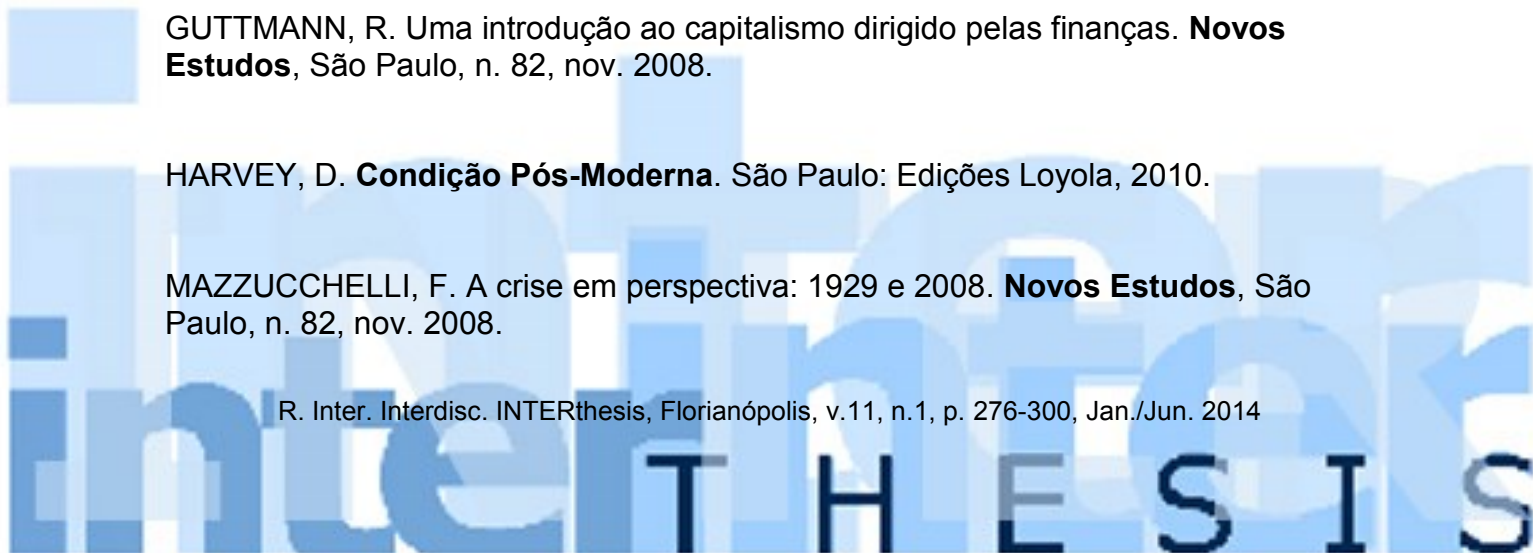 GUTTMANN, R. Uma introdução ao capitalismo dirigido pelas finanças. Novos
Estudos, São Paulo, n. 82, nov. 2008.
HARVEY, D. Condição Pós-Moderna. São Paulo: Edições Loyola, 2010.
MAZZUCCHELLI, F. A crise em perspectiva: 1929 e 2008. Novos Estudos, São
Paulo, n. 82, nov. 2008.
R. Inter. Interdisc. INTERthesis, Florianópolis, v.11, n.1, p. 276-300, Jan./Jun. 2014
inter
inter
inter
THESIS